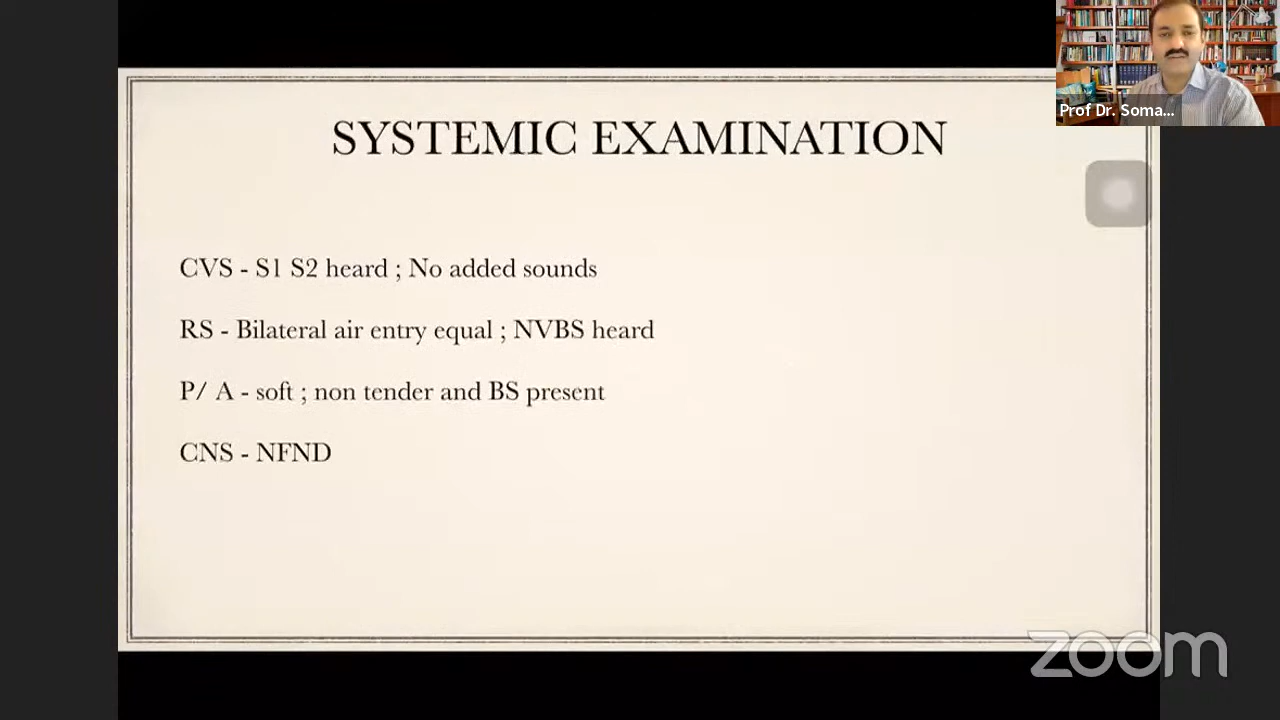 Prof Dr. Soma...
SYSTEMIC EXAMINATION
CVS - S1 S2 heard ; No added sounds
RS - Bilateral air entry equal ; NVBS heard
P/ A - soft ; non tender and BS present
CNS - NFND
zoom